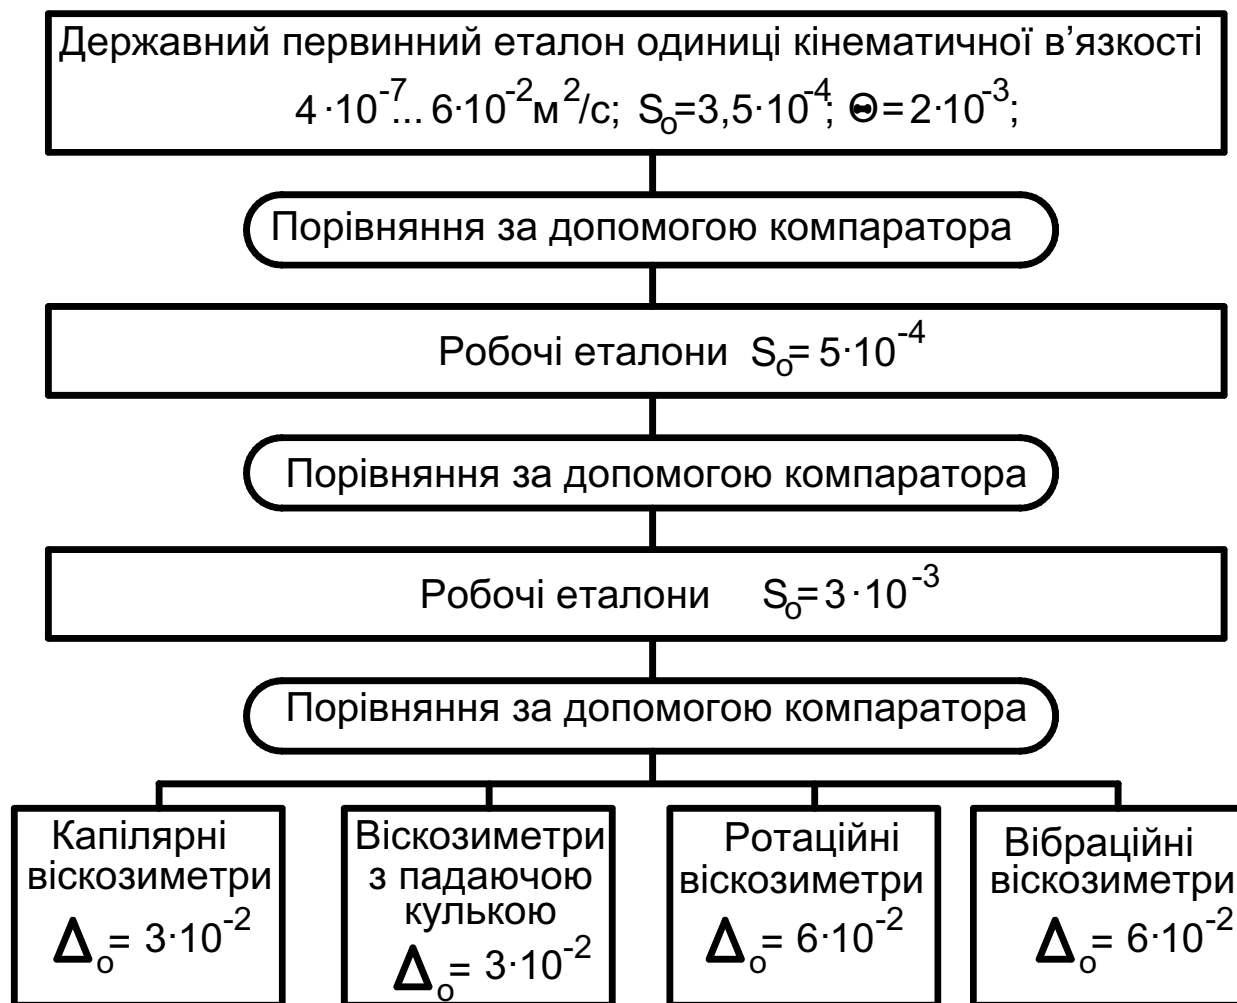 Державний первинний еталон одиниці кінематичної в’язкості
4·10⁻⁷... 6·10⁻²м²/с; Sₒ=3,5·10⁻⁴; Θ=2·10⁻³;
Порівняння за допомогою компаратора
Робочі еталони Sₒ= 5·10⁻⁴
Порівняння за допомогою компаратора
Робочі еталони Sₒ= 3·10⁻³
Порівняння за допомогою компаратора
Капілярні
віскозиметри
Δₒ= 3·10⁻²
Віскозиметри
з падаючою
кулькою
Δₒ= 3·10⁻²
Ротаційні
віскозиметри
Δₒ= 6·10⁻²
Вібраційні
віскозиметри
Δₒ= 6·10⁻²